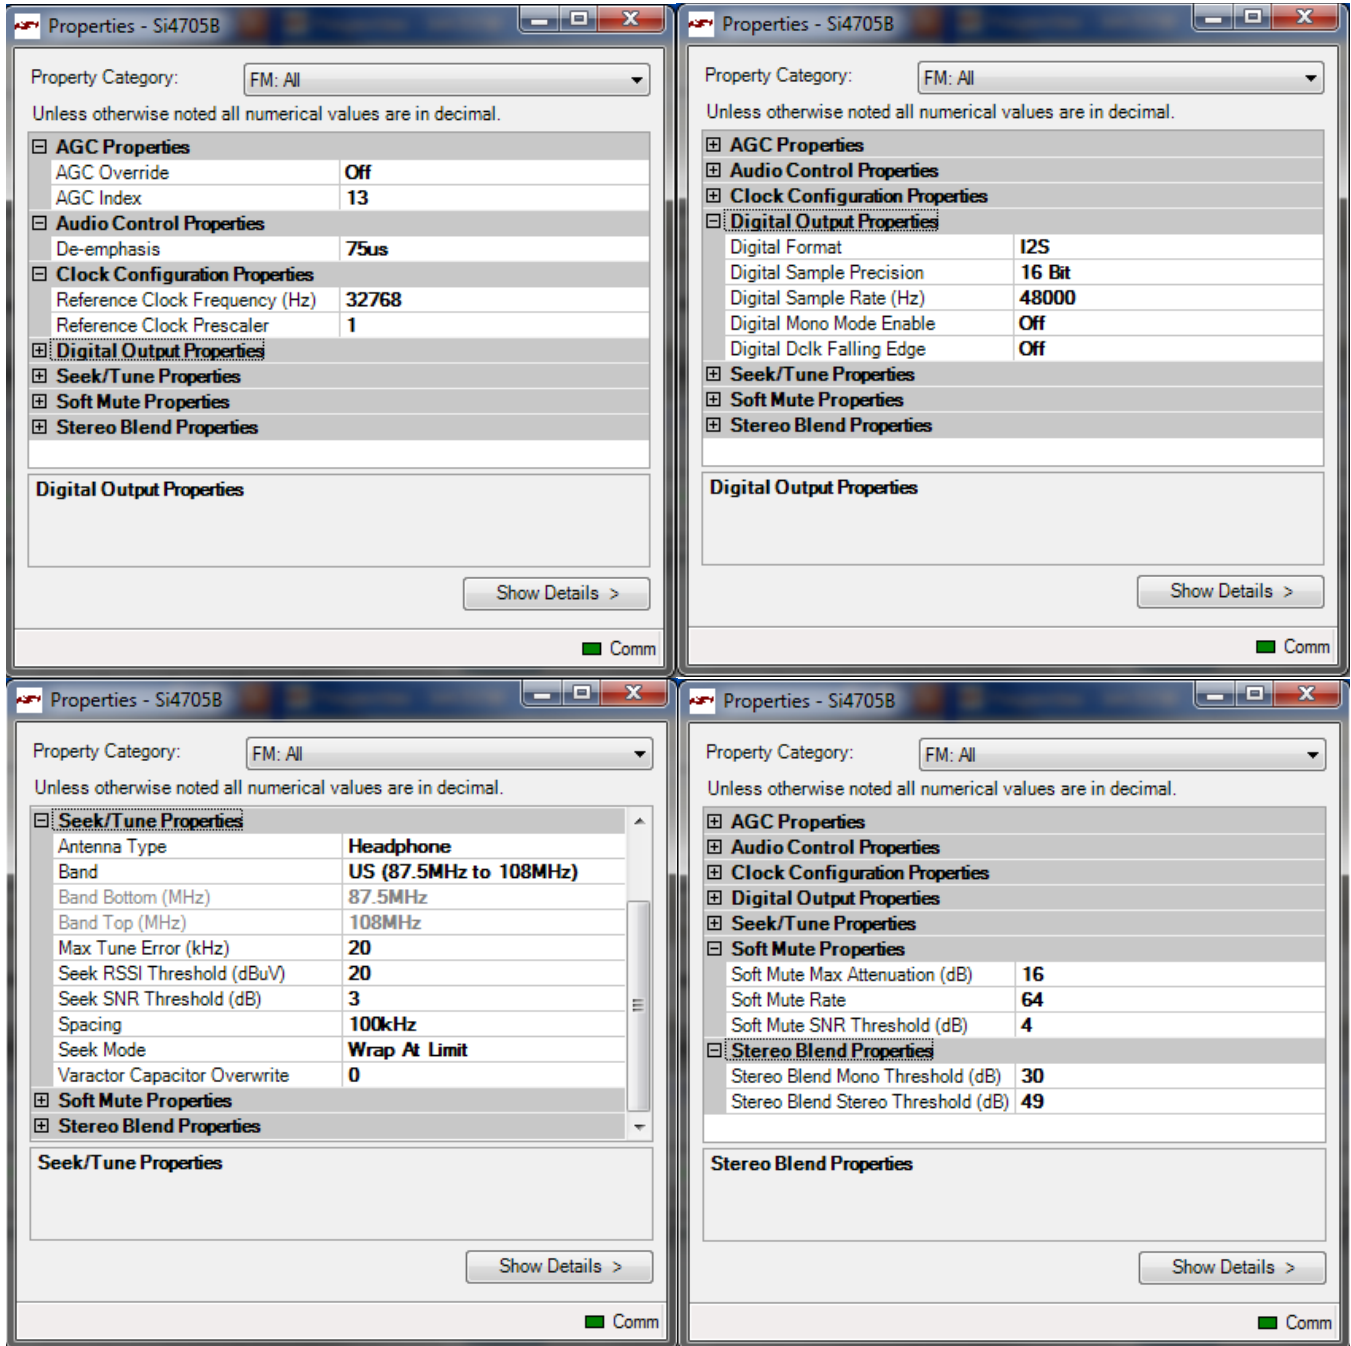 Properties - Si4705B
Property Category: FM: All
Unless otherwise noted all numerical values are in decimal.
AGC Properties
AGC Override Off
AGC Index 13
Audio Control Properties
De-emphasis 75us
Clock Configuration Properties
Reference Clock Frequency (Hz) 32768
Reference Clock Prescaler 1
Digital Output Properties
Seek/Tune Properties
Soft Mute Properties
Stereo Blend Properties
Digital Output Properties
Show Details >
Comm
Properties - Si4705B
Property Category: FM: All
Unless otherwise noted all numerical values are in decimal.
AGC Properties
Audio Control Properties
Clock Configuration Properties
Digital Output Properties
Digital Format I2S
Digital Sample Precision 16 Bit
Digital Sample Rate (Hz) 48000
Digital Mono Mode Enable Off
Digital Dclk Falling Edge Off
Seek/Tune Properties
Soft Mute Properties
Stereo Blend Properties
Digital Output Properties
Show Details >
Comm
Properties - Si4705B
Property Category: FM: All
Unless otherwise noted all numerical values are in decimal.
Seek/Tune Properties
Antenna Type Headphone
Band US (87.5MHz to 108MHz)
Band Bottom (MHz) 87.5MHz
Band Top (MHz) 108MHz
Max Tune Error (kHz) 20
Seek RSSI Threshold (dBuV) 20
Seek SNR Threshold (dB) 3
Spacing 100kHz
Seek Mode Wrap At Limit
Varactor Capacitor Overwrite 0
Soft Mute Properties
Stereo Blend Properties
Seek/Tune Properties
Show Details >
Comm
Properties - Si4705B
Property Category: FM: All
Unless otherwise noted all numerical values are in decimal.
AGC Properties
Audio Control Properties
Clock Configuration Properties
Digital Output Properties
Seek/Tune Properties
Soft Mute Properties
Soft Mute Max Attenuation (dB) 16
Soft Mute Rate 64
Soft Mute SNR Threshold (dB) 4
Stereo Blend Properties
Stereo Blend Mono Threshold (dB) 30
Stereo Blend Stereo Threshold (dB) 49
Stereo Blend Properties
Show Details >
Comm